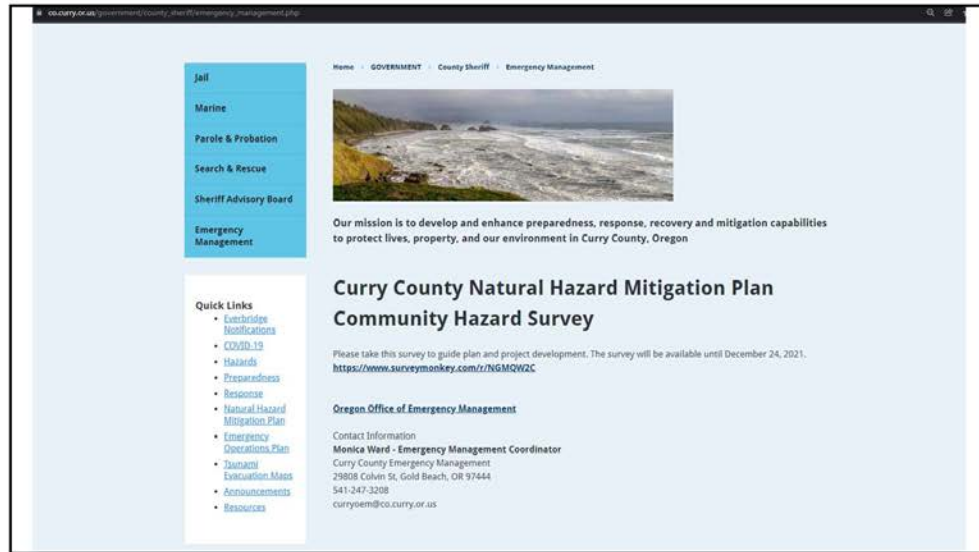 co.curry.or.us/government/county_sheriff/emergency_management.php
Jail
Marine
Parole & Probation
Search & Rescue
Sheriff Advisory Board
Emergency
Management
Quick Links
Everbridge
Notifications
COVID-19
Hazards
Preparedness
Response
Natural Hazard
Mitigation Plan
Emergency
Operations Plan
Tsunami
Evacuation Maps
Announcements
Resources
Home GOVERNMENT County Sheriff Emergency Management
Our mission is to develop and enhance preparedness, response, recovery and mitigation capabilities
to protect lives, property, and our environment in Curry County, Oregon
Curry County Natural Hazard Mitigation Plan
Community Hazard Survey
Please take this survey to guide plan and project development. The survey will be available until December 24, 2021.
https://www.surveymonkey.com/r/NGMQW2C
Oregon Office of Emergency Management
Contact Information
Monica Ward - Emergency Management Coordinator
Curry County Emergency Management
29808 Colvin St, Gold Beach, OR 97444
541-247-3208
curryoem@co.curry.or.us